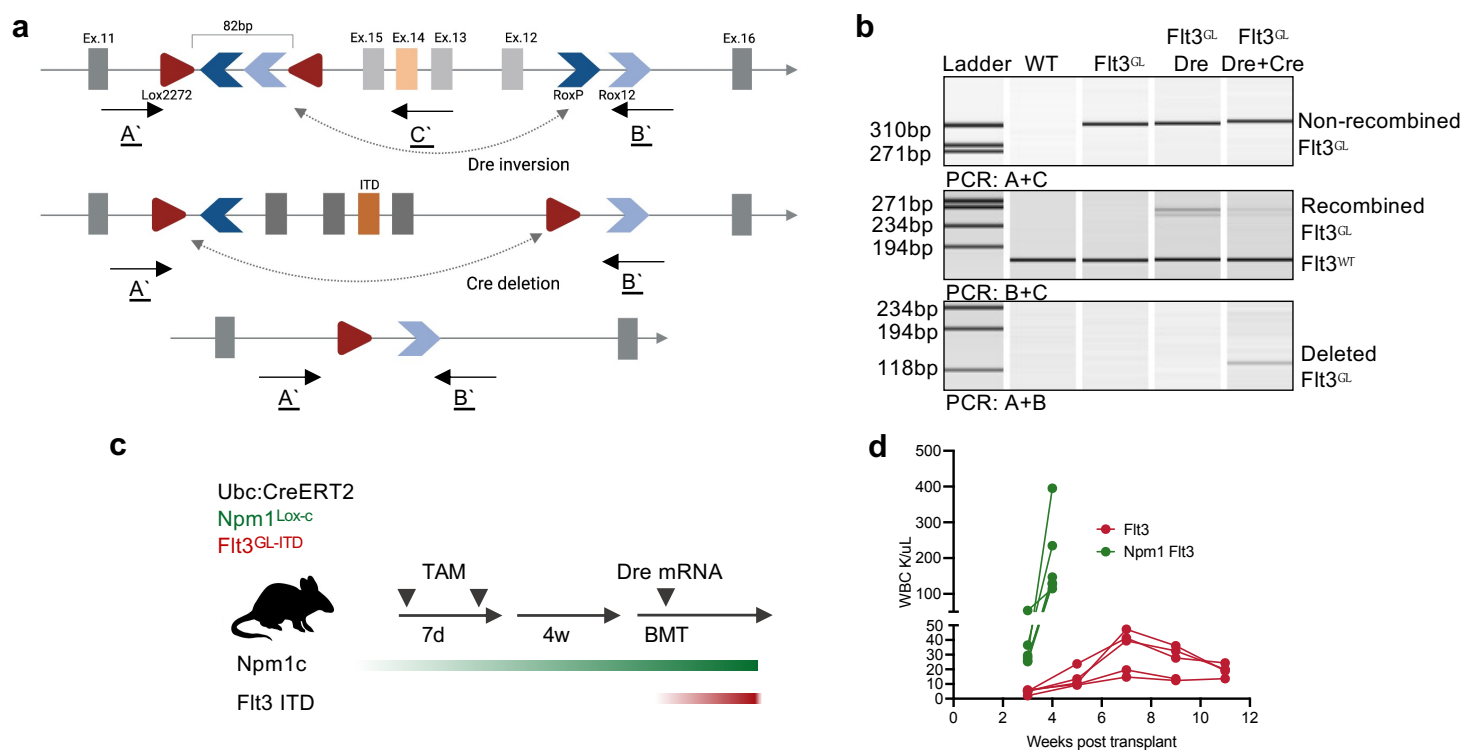 a
82bp
Ex.11
Ex.15
Ex.14
Ex.13
Ex.12
Ex.16
Lox2272
RoxP
Rox12
A`
C`
B`
Dre inversion
ITD
A`
B`
Cre deletion
A`
B`
b
Ladder
WT
Flt3GL
Flt3GL
Dre
Flt3GL
Dre+Cre
310bp
271bp
Non-recombined
Flt3GL
PCR: A+C
271bp
234bp
194bp
Recombined
Flt3GL
Flt3WT
PCR: B+C
234bp
194bp
118bp
Deleted
Flt3GL
PCR: A+B
c
Ubc:CreERT2
Npm1Lox-c
Flt3GL-ITD
TAM
Dre mRNA
7d
4w
BMT
Npm1c
Flt3 ITD
d
WBC K/uL
500
400
300
200
100
50
40
30
20
10
0
Flt3
Npm1 Flt3
0
2
4
6
8
10
12
Weeks post transplant